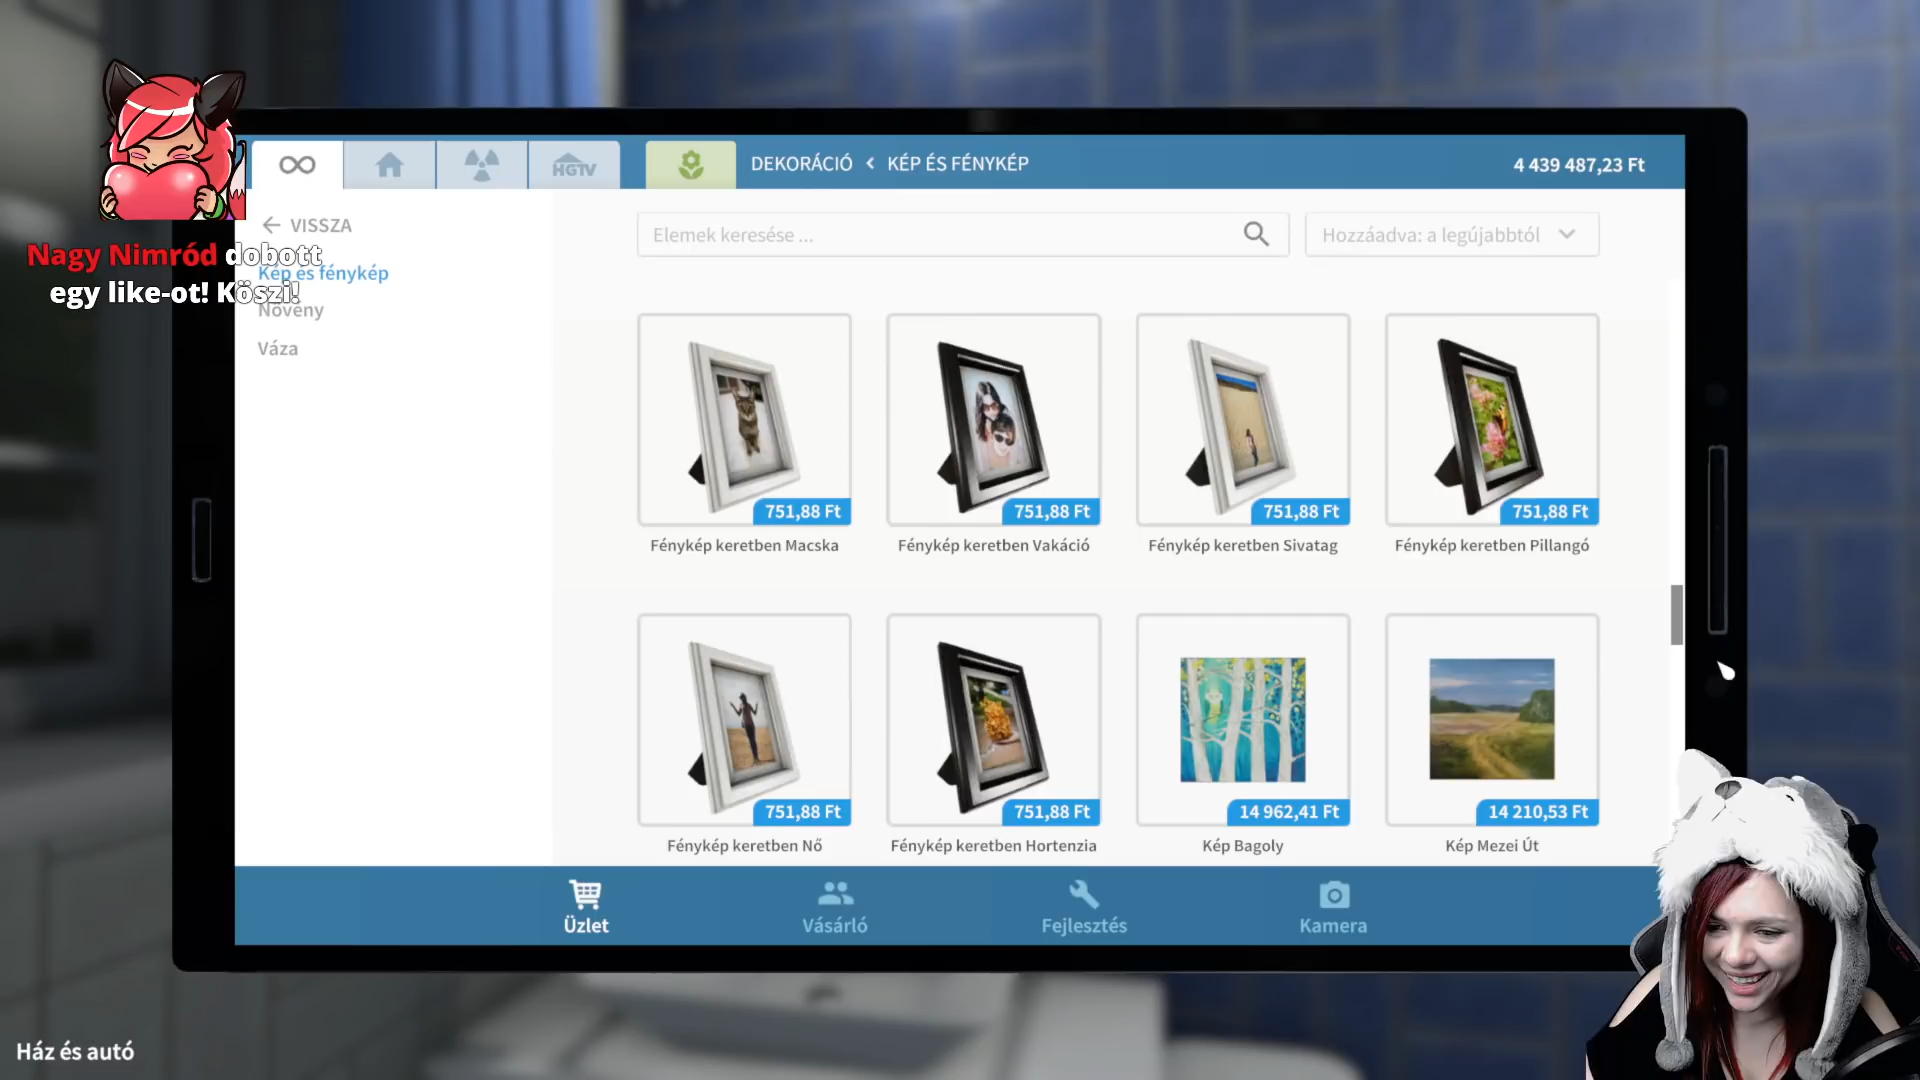 HGTV
DEKORÁCIÓ < KÉP ÉS FÉNYKÉP
4 439 487,23 Ft
VISSZA
Nagy Nimród dobott
egy like-ot! Köszi!
Kép és fénykép
Növény
Váza
Elemek keresése ...
Hozzáadva: a legújabbtól
751,88 Ft
751,88 Ft
751,88 Ft
751,88 Ft
Fénykép keretben Macska
Fénykép keretben Vakáció
Fénykép keretben Sivatag
Fénykép keretben Pillangó
751,88 Ft
751,88 Ft
14 962,41 Ft
14 210,53 Ft
Fénykép keretben Nő
Fénykép keretben Hortenzia
Kép Bagoly
Kép Mezei Út
Üzlet
Vásárló
Fejlesztés
Kamera
Ház és autó